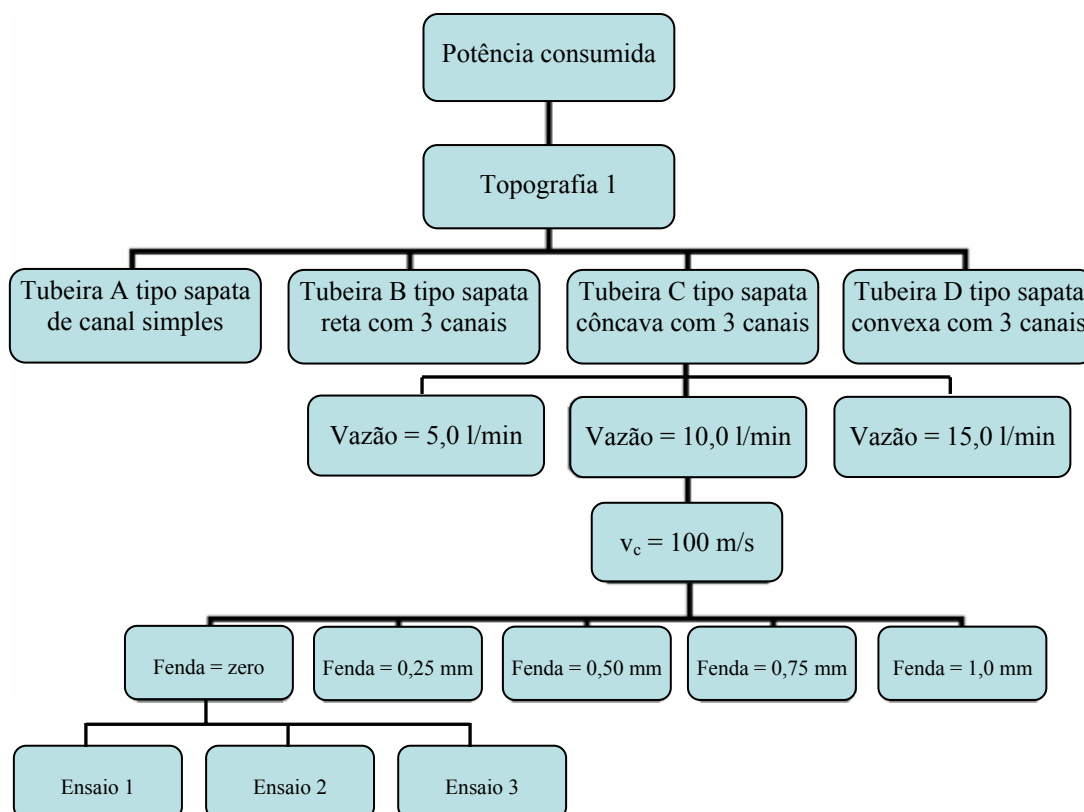 Potência consumida
Topografia 1
Tubeira A tipo sapata
de canal simples
Tubeira B tipo sapata
reta com 3 canais
Tubeira C tipo sapata
côncava com 3 canais
Tubeira D tipo sapata
convexa com 3 canais
Vazão = 5,0 l/min
Vazão = 10,0 l/min
Vazão = 15,0 l/min
vc = 100 m/s
Fenda = zero
Fenda = 0,25 mm
Fenda = 0,50 mm
Fenda = 0,75 mm
Fenda = 1,0 mm
Ensaio 1
Ensaio 2
Ensaio 3